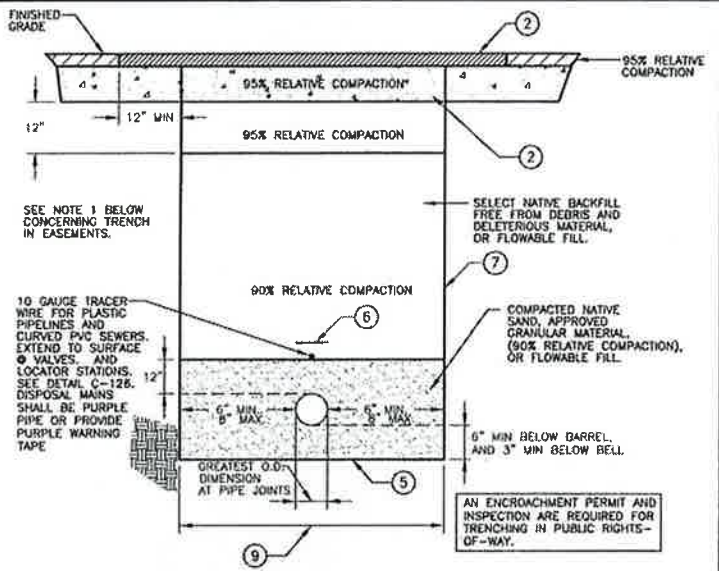 FINISHED
GRADE
2
95% RELATIVE
COMPACTION
95% RELATIVE COMPACTION*
12" MIN
12"
95% RELATIVE COMPACTION
2
SEE NOTE 1 BELOW
CONCERNING TRENCH
IN EASEMENTS.
SELECT NATIVE BACKFILL
FREE FROM DEBRIS AND
DELETERIOUS MATERIAL,
OR FLOWABLE FILL.
7
90% RELATIVE COMPACTION
6
10 GAUGE TRACER
WIRE FOR PLASTIC
PIPELINES AND
CURVED PVC SEWERS.
EXTEND TO SURFACE
@ VALVES, AND
LOCATOR STATIONS.
SEE DETAIL C-126.
DISPOSAL MAINS
SHALL BE PURPLE
PIPE OR PROVIDE
PURPLE WARNING
TAPE
12"
COMPACTED NATIVE
SAND, APPROVED
GRANULAR MATERIAL,
(90% RELATIVE COMPACTION),
OR FLOWABLE FILL.
6" MIN.
8" MAX
6" MIN.
8" MAX
6" MIN BELOW BARREL,
AND 3" MIN BELOW BELL.
GREATEST O.D.
DIMENSION
AT PIPE JOINTS
5
AN ENCROACHMENT PERMIT AND
INSPECTION ARE REQUIRED FOR
TRENCHING IN PUBLIC RIGHTS-
OF-WAY.
9